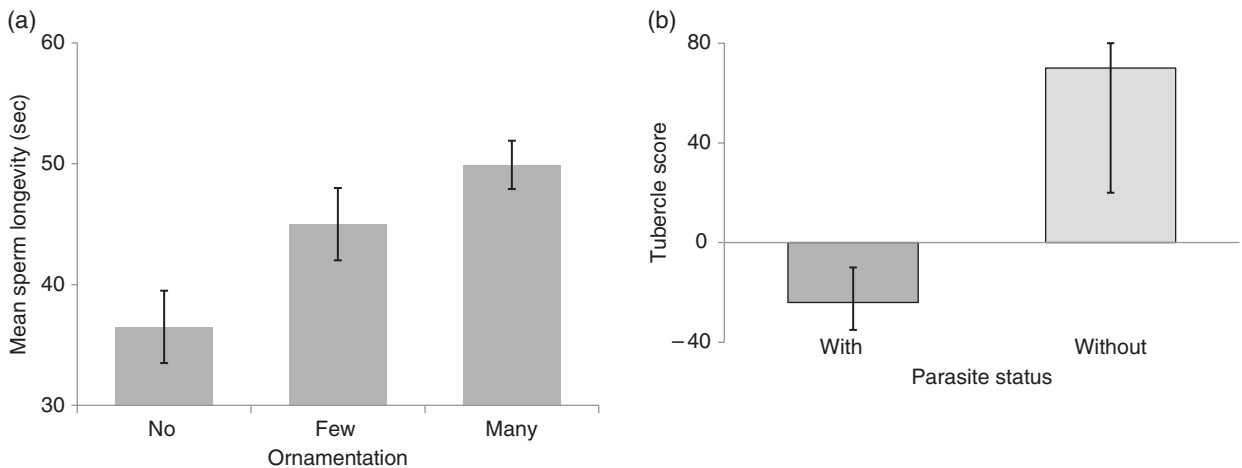 (a)
60
50
40
30
Mean sperm longevity (sec)
No Few Many
Ornamentation
(b)
80
40
0
−40
Tubercle score
With Without
Parasite status